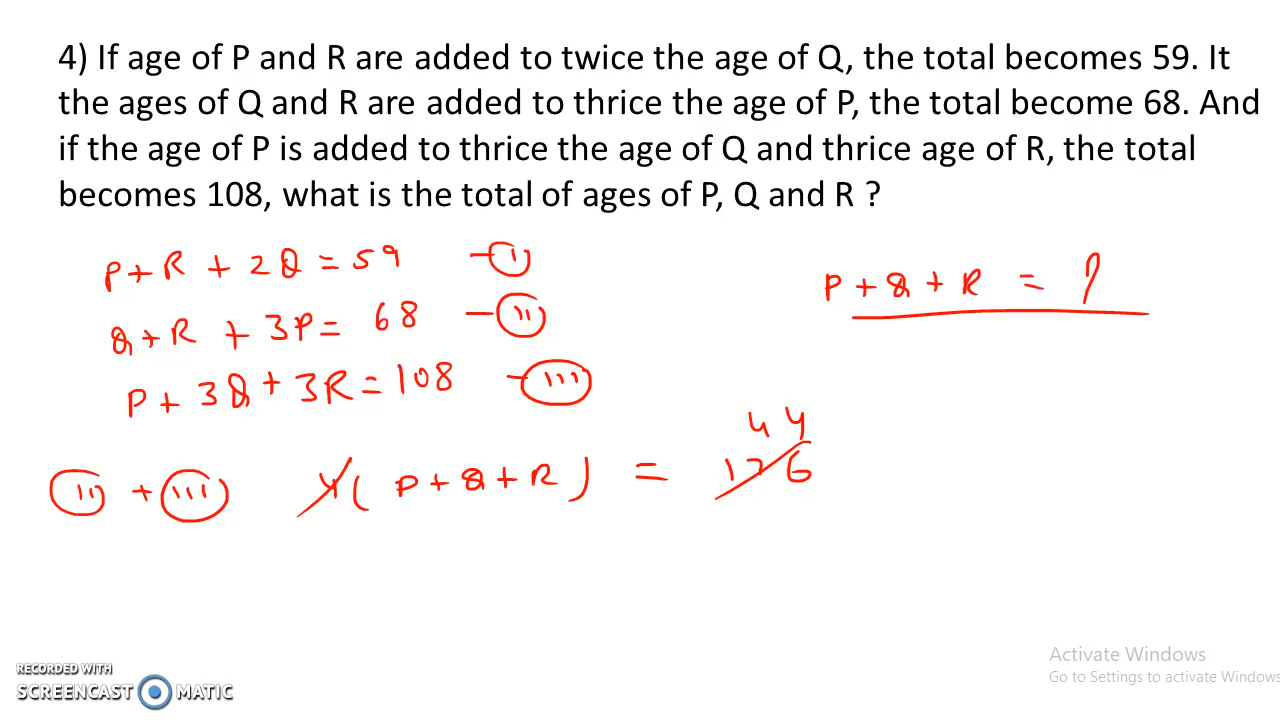 4) If age of P and R are added to twice the age of Q, the total becomes 59. It
the ages of Q and R are added to thrice the age of P, the total become 68. And
if the age of P is added to thrice the age of Q and thrice age of R, the total
becomes 108, what is the total of ages of P, Q and R ?
P + R + 2Q = 59 - (i)
P + Q + R = ?
Q + R + 3P = 68 - (ii)
P + 3Q + 3R = 108 - (iii)
44
(ii) + (iii) 4( P + Q + R ) = 176
Activate Windows
Go to Settings to activate Windows
RECORDED WITH
SCREENCAST MATIC